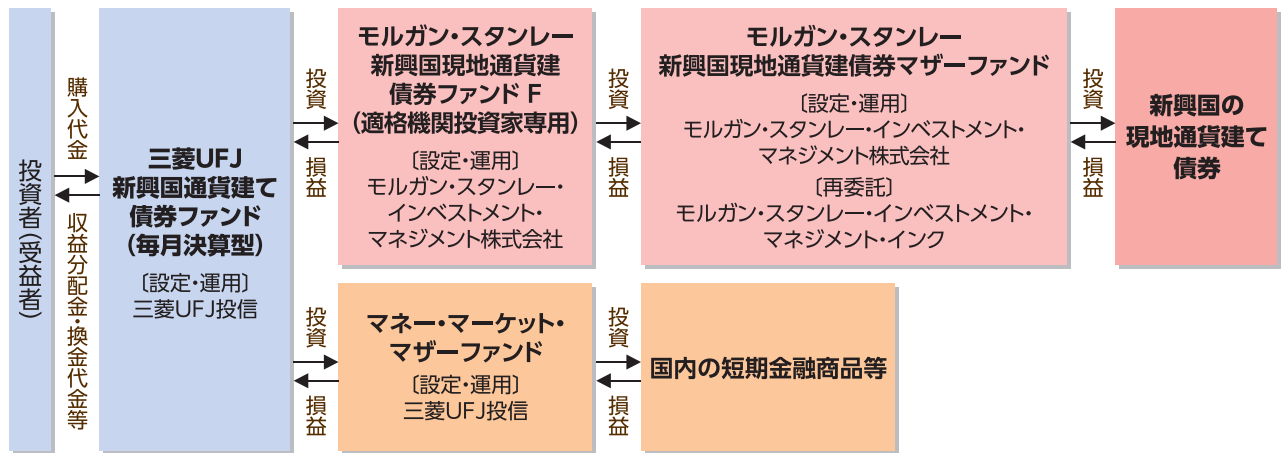 投資者(受益者)
購入代金
収益分配金・換金代金等
三菱UFJ
新興国通貨建て
債券ファンド
(毎月決算型)
〔設定・運用〕
三菱UFJ投信
投資
損益
モルガン・スタンレー
新興国現地通貨建
債券ファンド F
(適格機関投資家専用)
〔設定・運用〕
モルガン・スタンレー・
インベストメント・
マネジメント株式会社
投資
損益
モルガン・スタンレー
新興国現地通貨建債券マザーファンド
〔設定・運用〕
モルガン・スタンレー・インベストメント・
マネジメント株式会社
〔再委託〕
モルガン・スタンレー・インベストメント・
マネジメント・インク
投資
損益
新興国の
現地通貨建て
債券
投資
損益
マネー・マーケット・
マザーファンド
〔設定・運用〕
三菱UFJ投信
投資
損益
国内の短期金融商品等